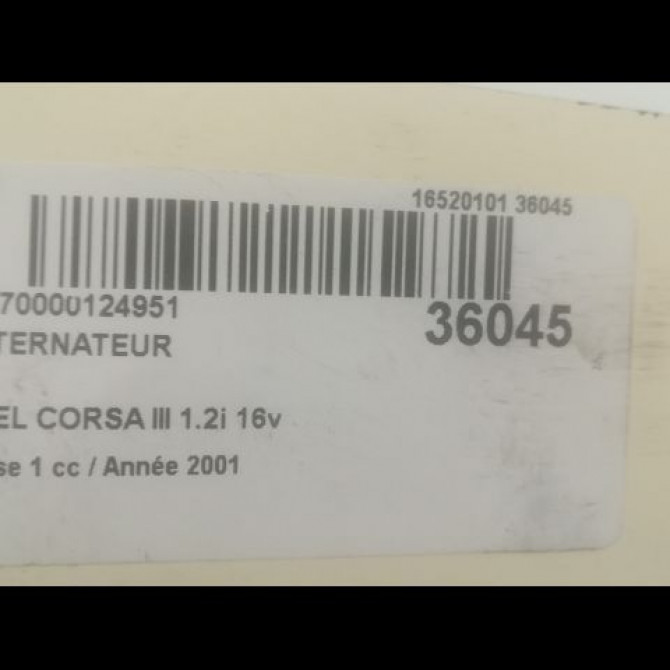 16520101 36045
70000124951
36045
TERNATEUR
EL CORSA III 1.2i 16v
se 1 cc / Année 2001